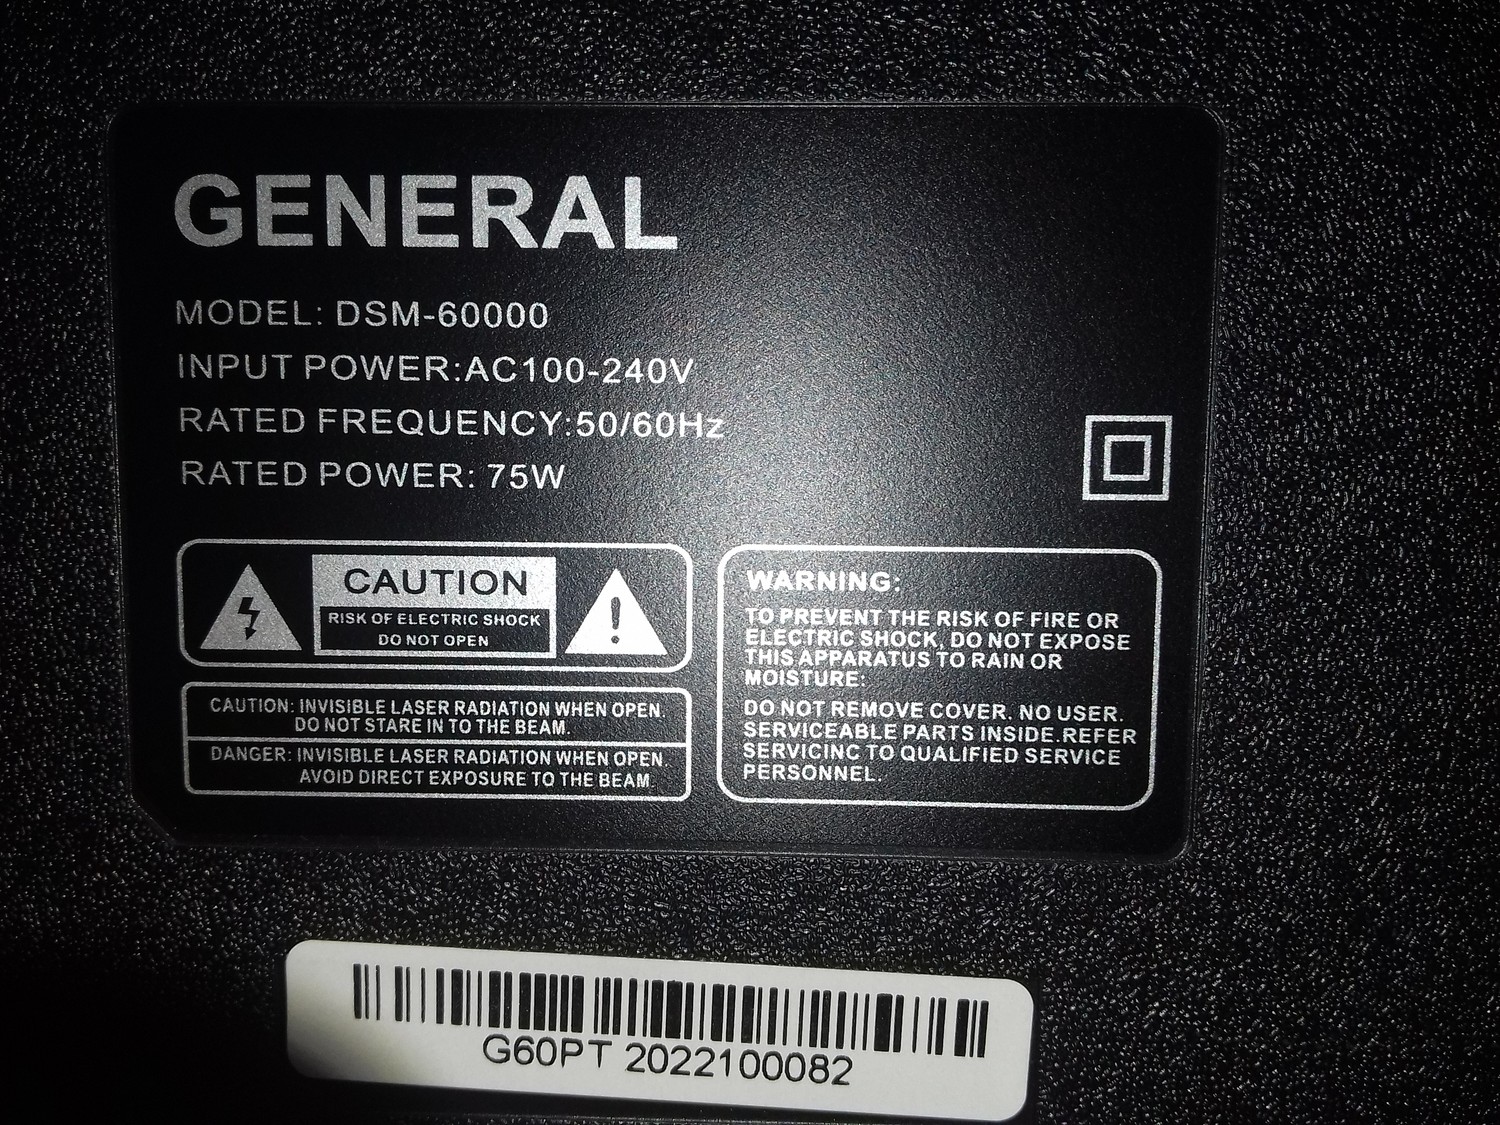 GENERAL
MODEL: DSM-60000
INPUT POWER:AC100-240V
RATED FREQUENCY:50/60Hz
RATED POWER: 75W
CAUTION
RISK OF ELECTRIC SHOCK
DO NOT OPEN
CAUTION: INVISIBLE LASER RADIATION WHEN OPEN.
DO NOT STARE IN TO THE BEAM.
DANGER: INVISIBLE LASER RADIATION WHEN OPEN
AVOID DIRECT EXPOSURE TO THE BEAM
WARNING:
TO PREVENT THE RISK OF FIRE OR
ELECTRIC SHOCK, DO NOT EXPOSE
THIS APPARATUS TO RAIN OR
MOISTURE:
DO NOT REMOVE COVER. NO USER.
SERVICEABLE PARTS INSIDE.REFER
SERVICINC TO QUALIFIED SERVICE
PERSONNEL.
G60PT 2022100082